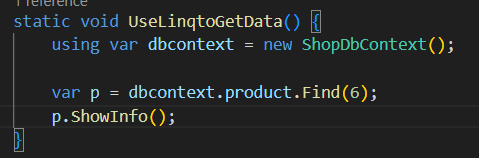 1 reference
static void UseLinqtoGetData() {
using var dbcontext = new ShopDbContext();
var p = dbcontext.product.Find(6);
p.ShowInfo();
}